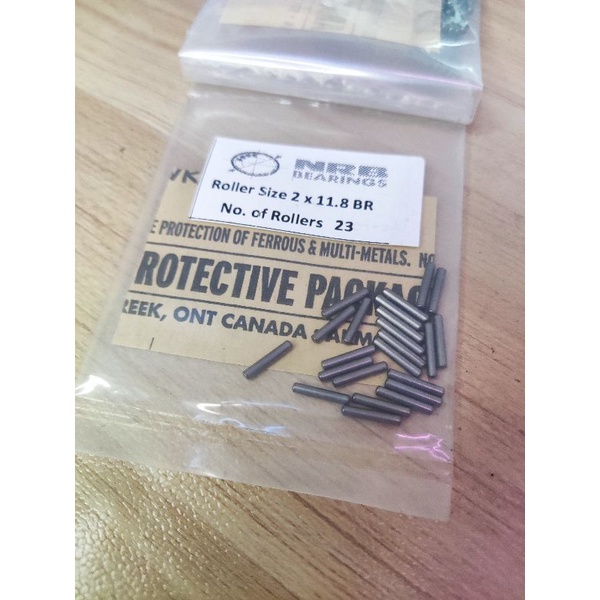 NRB
BEARINGS
Roller Size 2 x 11.8 BR
No. of Rollers 23
E PROTECTION OF FERROUS & MULTI-METALS.
ROTECTIVE PACKAG
REEK, ONT CANADA